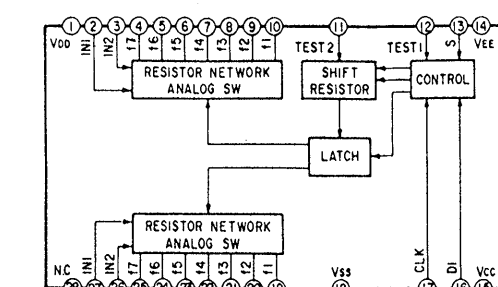 1 2 3 4 5 6 7 8 9 10 11 12 13 14
VDD IN1 IN2 f7 f6 f5 f4 f3 f2 f1 TEST2 TEST1 S VEE
RESISTOR NETWORK
ANALOG SW
SHIFT
RESISTOR
CONTROL
LATCH
RESISTOR NETWORK
ANALOG SW
N.C IN1 IN2 f7 f6 f5 f4 f3 f2 f1 VSS CLK DI VCC